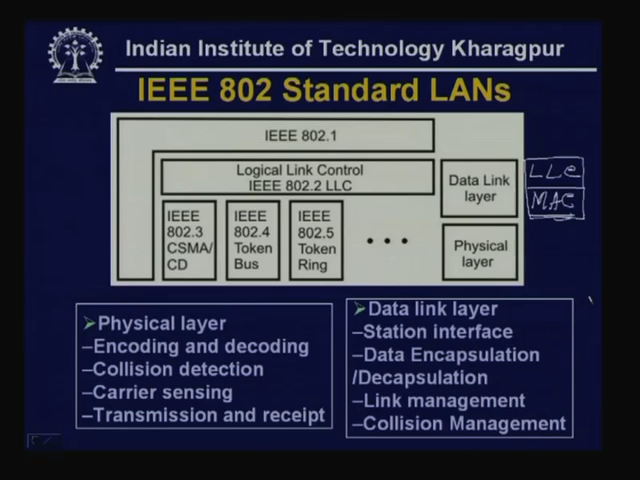 Indian Institute of Technology Kharagpur
IEEE 802 Standard LANs
IEEE 802.1
Logical Link Control
IEEE 802.2 LLC
Data Link
layer
LLC
MAC
IEEE
802.3
CSMA/
CD
IEEE
802.4
Token
Bus
IEEE
802.5
Token
Ring
Physical
layer
➢Physical layer
–Encoding and decoding
–Collision detection
–Carrier sensing
–Transmission and receipt
➢Data link layer
–Station interface
–Data Encapsulation
/Decapsulation
–Link management
–Collision Management